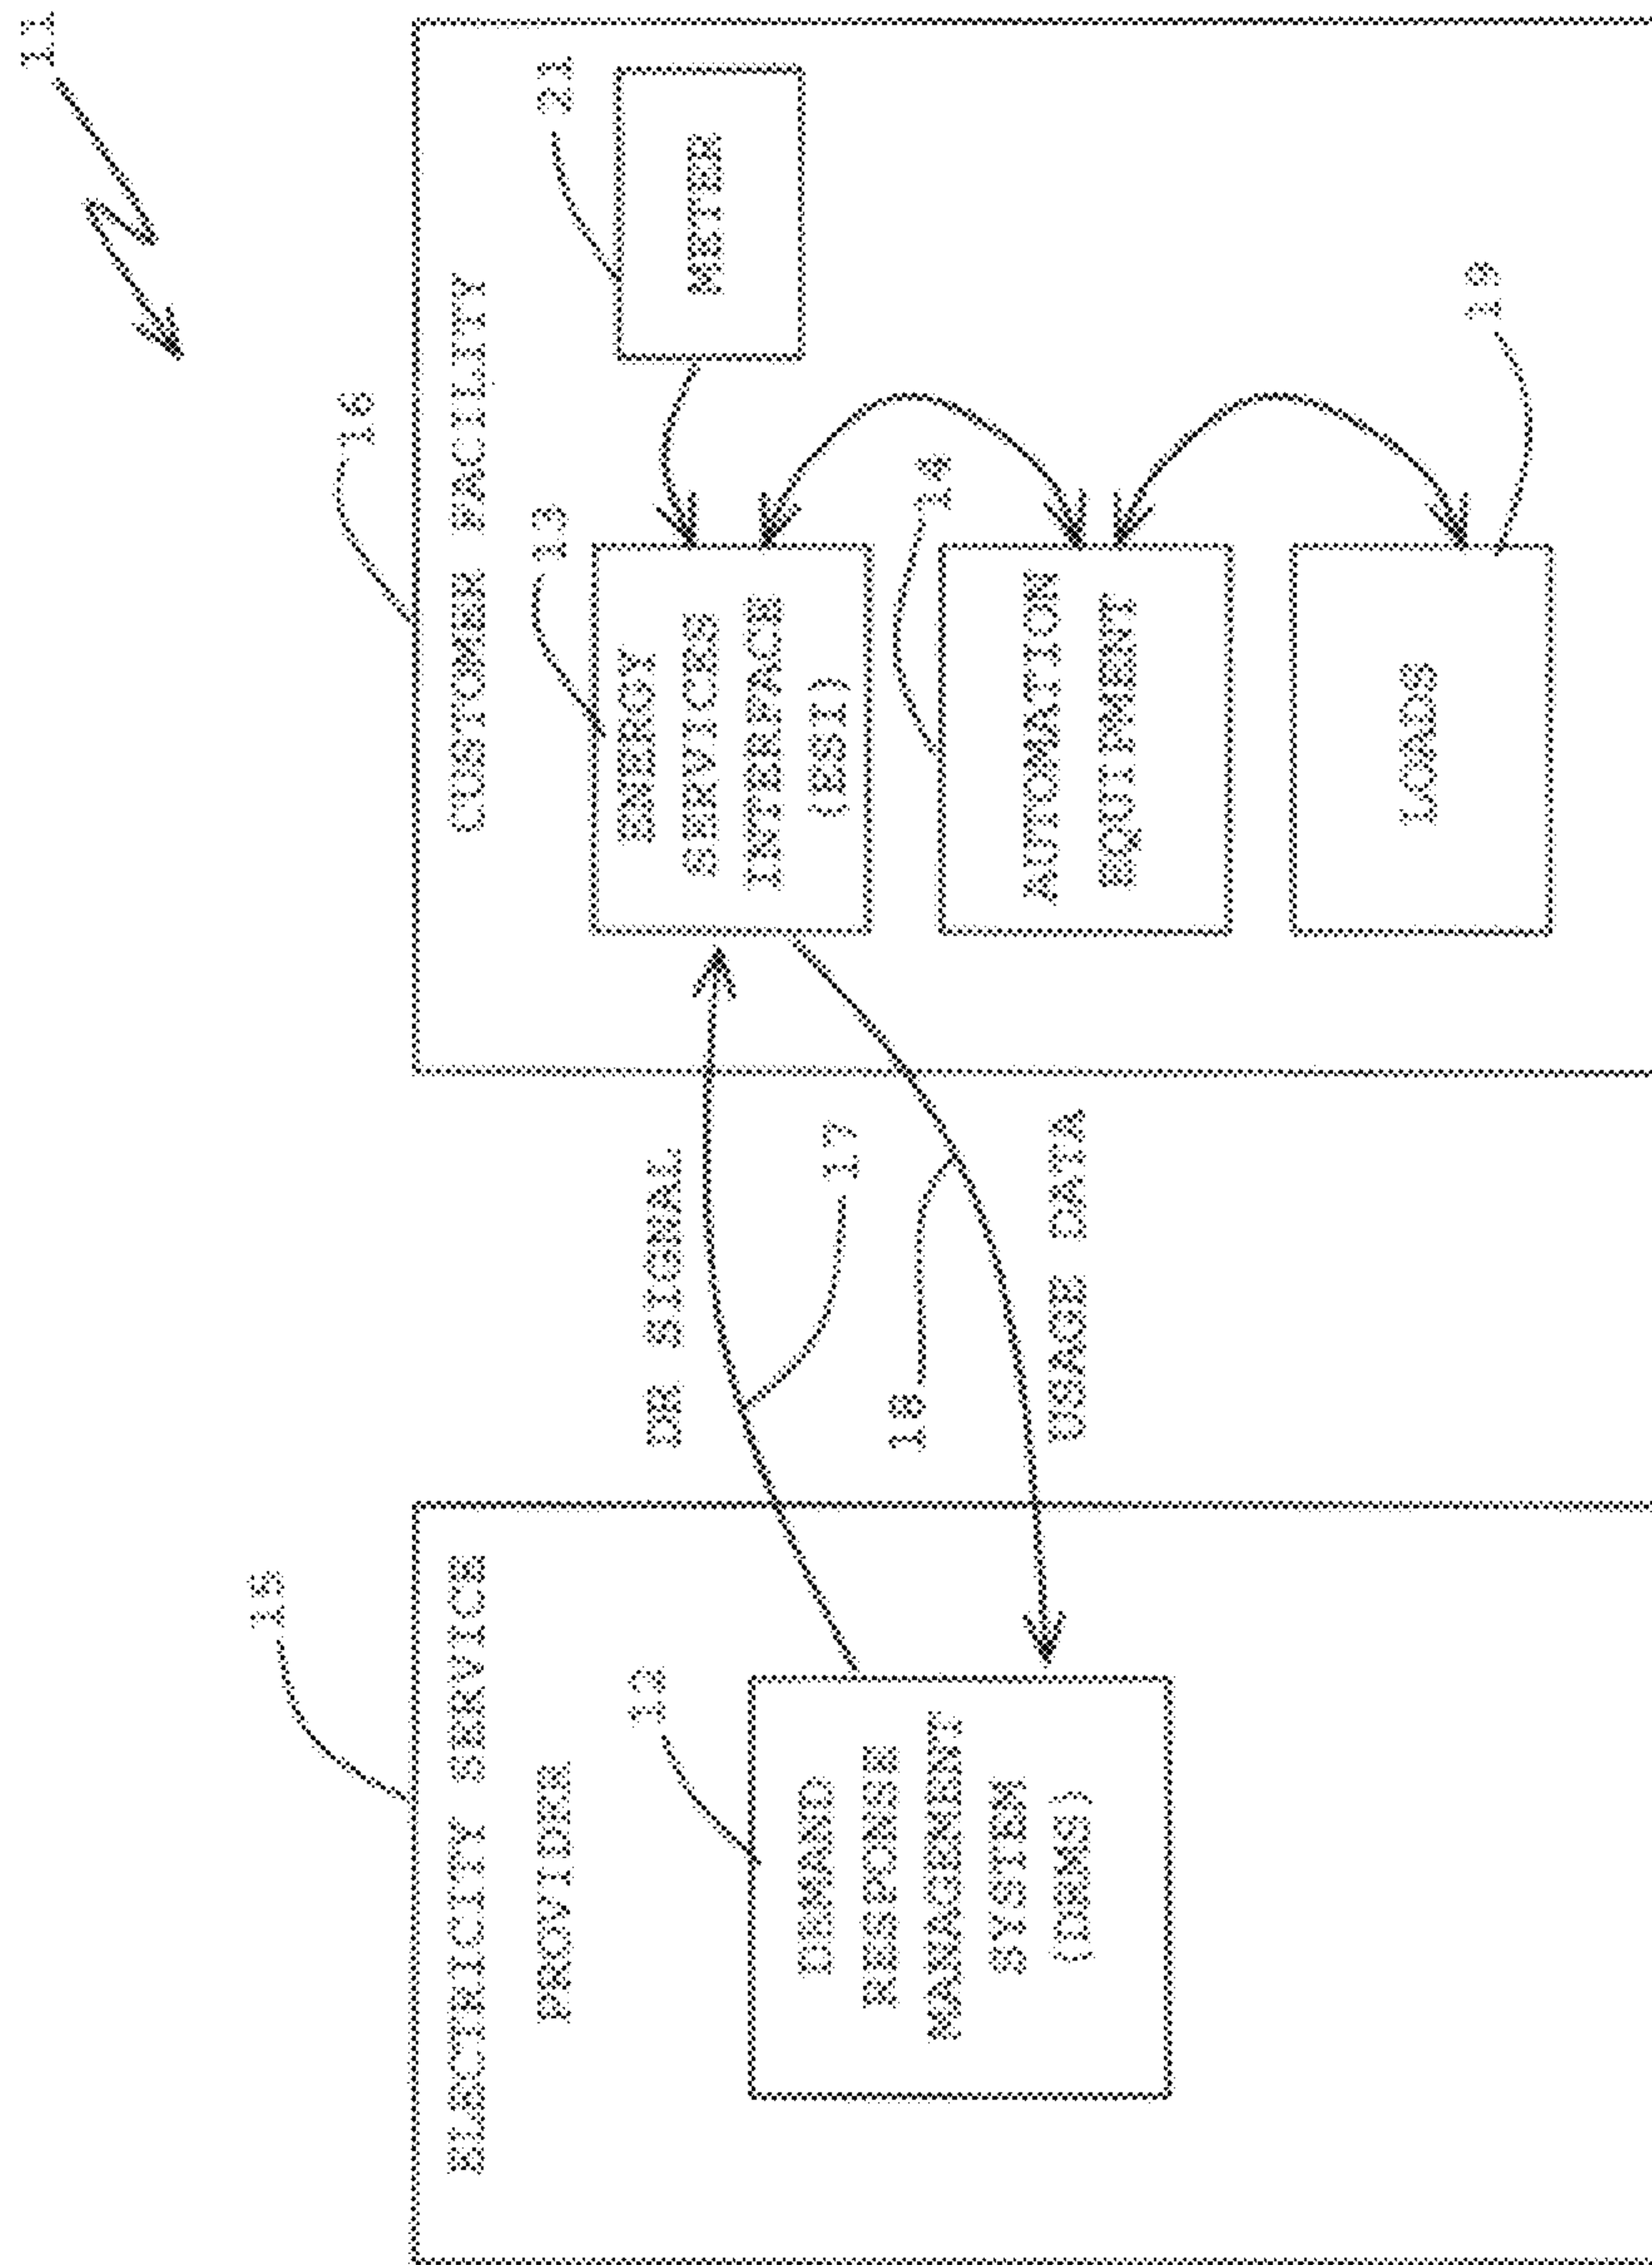 11
15
ELECTRICITY SERVICE
PROVIDER
12
DEMAND
RESPONSE
MANAGEMENT
SYSTEM
(DRMS)
DR SIGNAL
17
18
USAGE DATA
16
CUSTOMER FACILITY
13
ENERGY
SERVICES
INTERFACE
(ESI)
21
METER
14
AUTOMATION
EQUIPMENT
LOADS
19